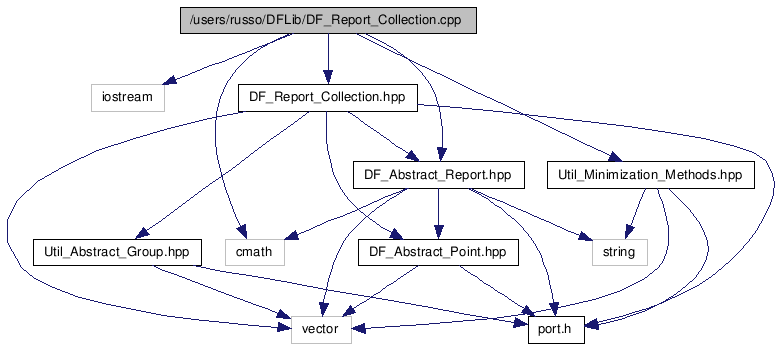 /users/russo/DFLib/DF_Report_Collection.cpp
iostream
DF_Report_Collection.hpp
DF_Abstract_Report.hpp
Util_Minimization_Methods.hpp
Util_Abstract_Group.hpp
cmath
DF_Abstract_Point.hpp
string
vector
port.h